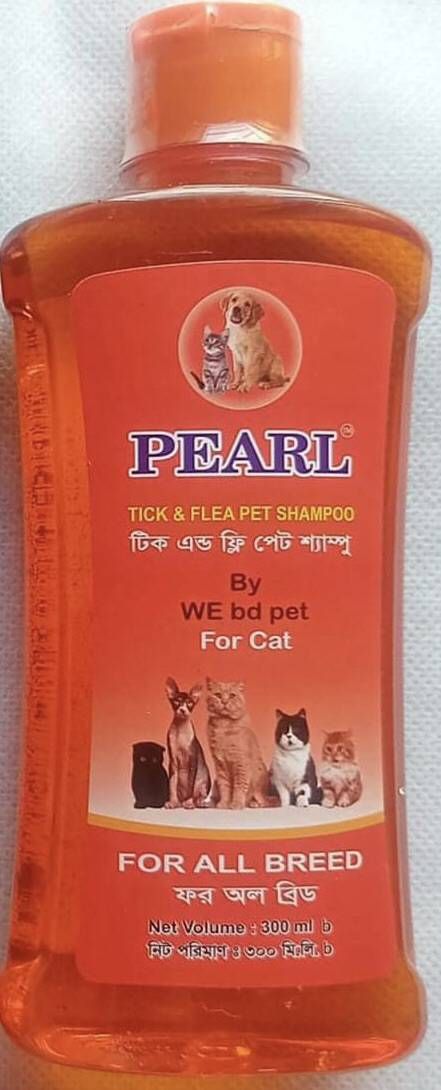 PEARL TM
TICK & FLEA PET SHAMPOO
টিক এন্ড ফ্লি পেট শ্যাম্পু
By
WE bd pet
For Cat
FOR ALL BREED
ফর অল ব্রিড
Net Volume : 300 ml b
নিট পরিমাণ ঃ ৩০০ মি.লি. b